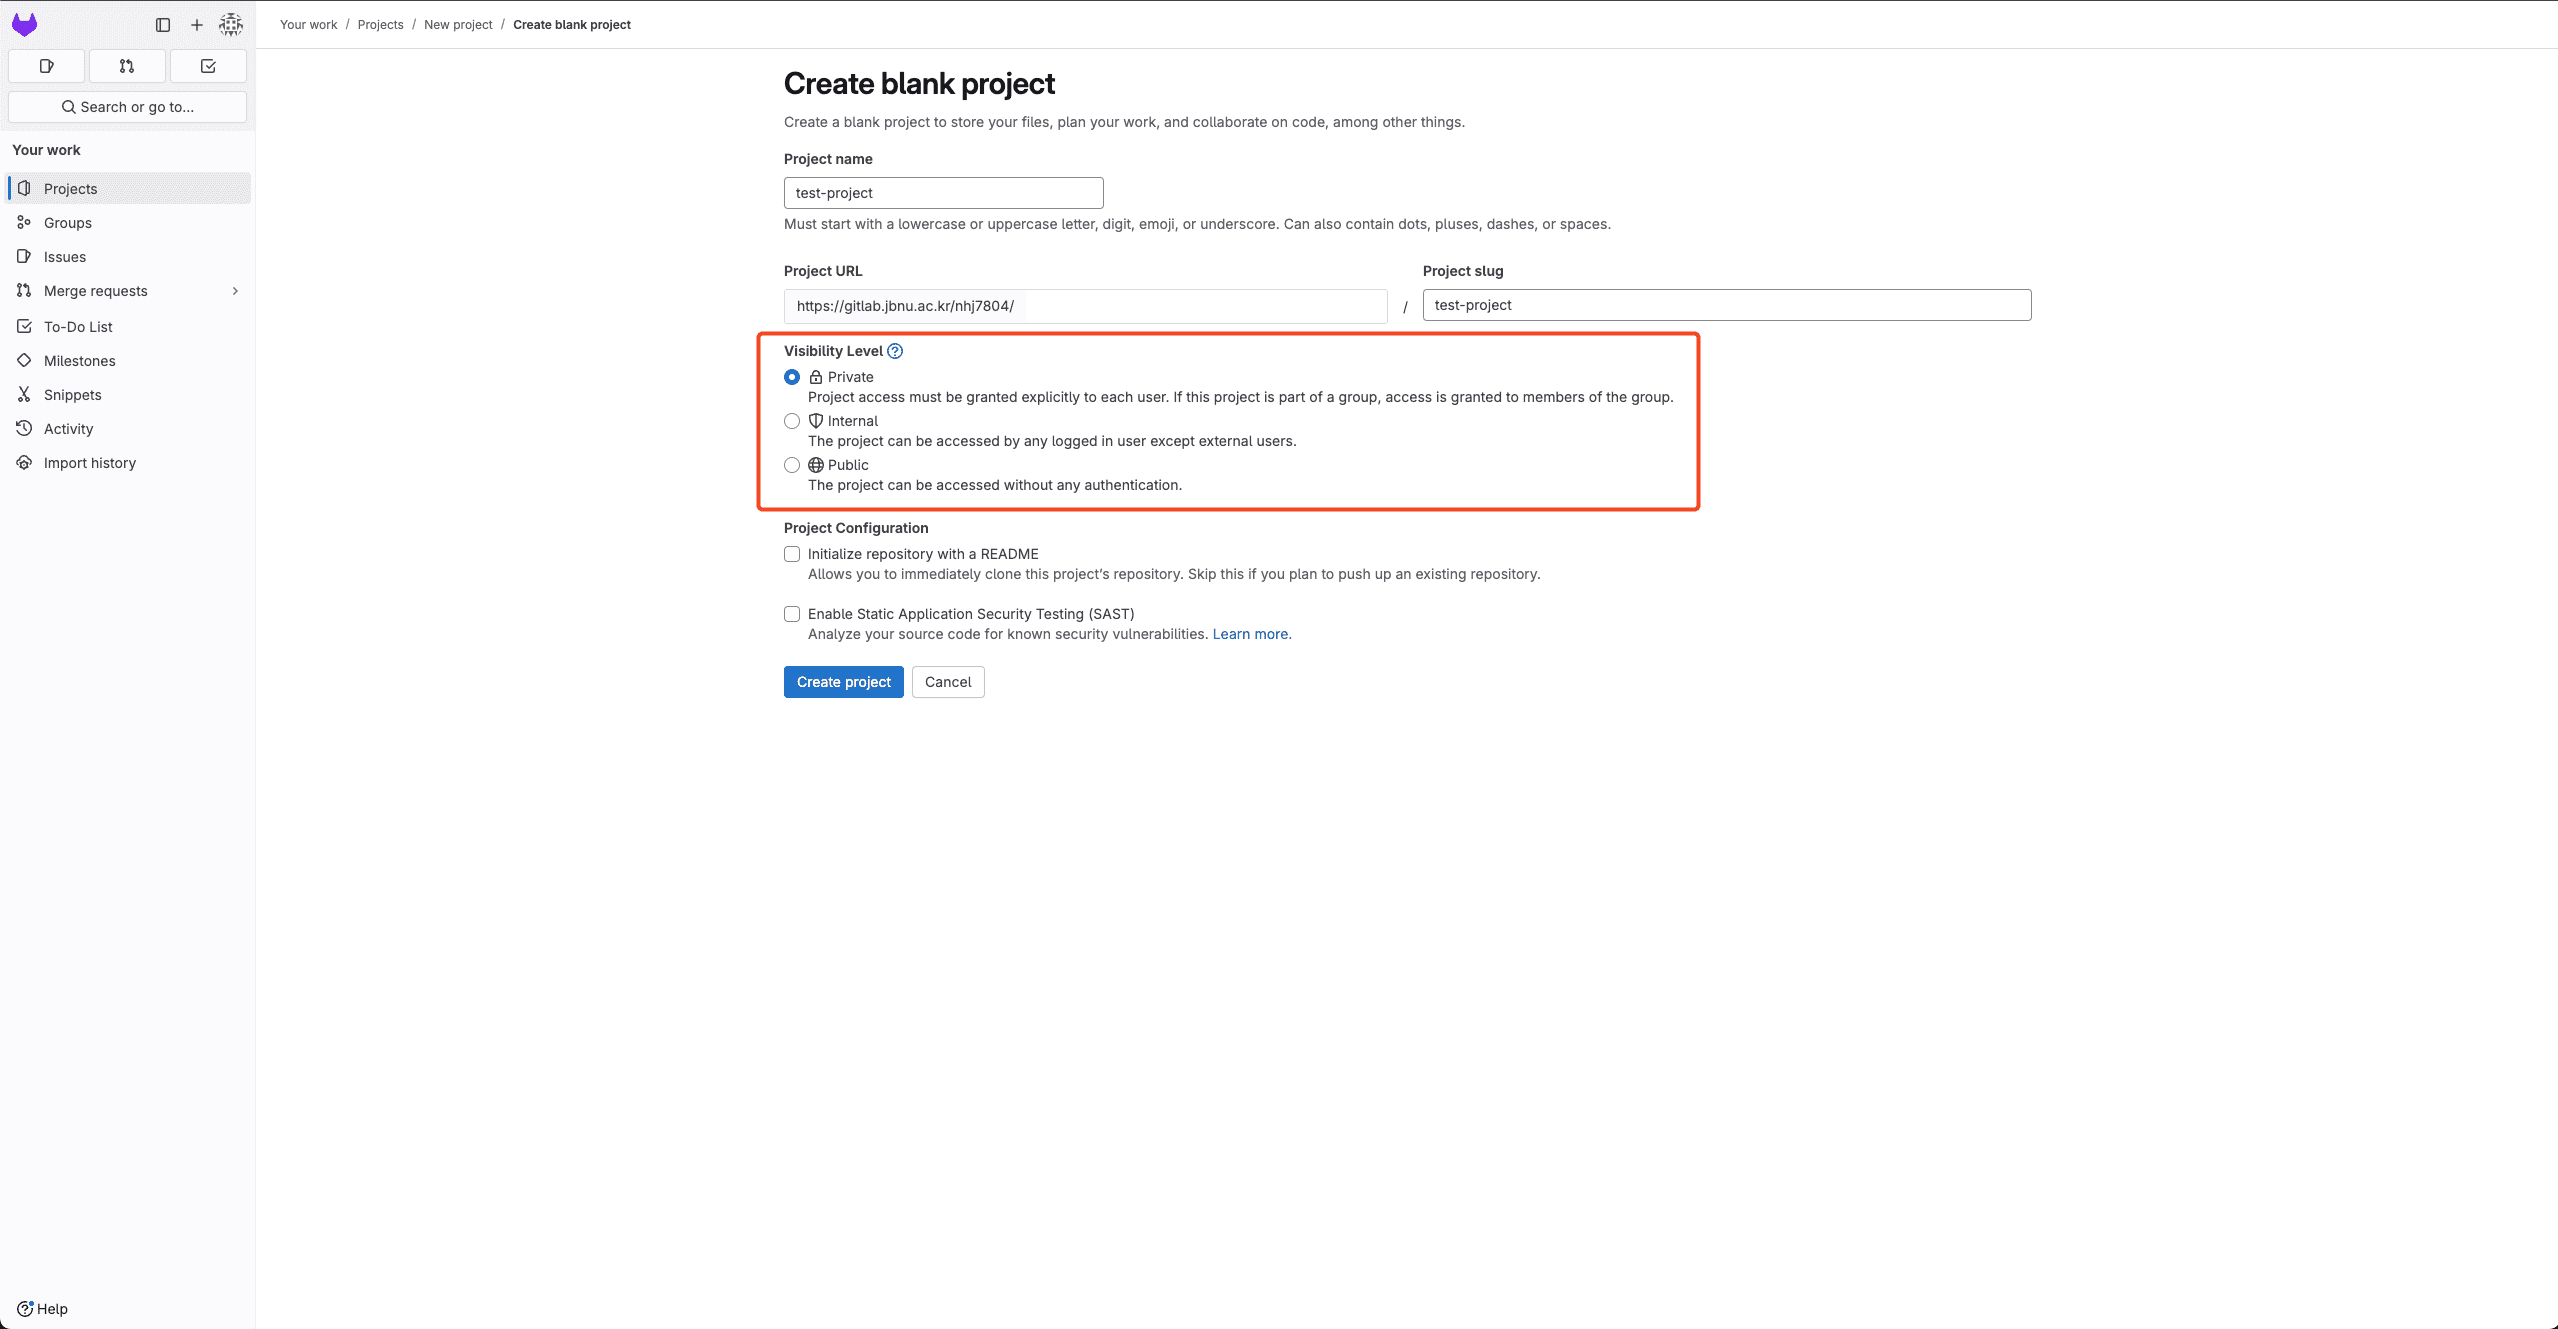 Your work / Projects / New project / Create blank project
Search or go to...
Your work
Projects
Groups
Issues
Merge requests
To-Do List
Milestones
Snippets
Activity
Import history
Help
Create blank project
Create a blank project to store your files, plan your work, and collaborate on code, among other things.
Project name
test-project
Must start with a lowercase or uppercase letter, digit, emoji, or underscore. Can also contain dots, pluses, dashes, or spaces.
Project URL
https://gitlab.jbnu.ac.kr/nhj7804/
/
Project slug
test-project
Visibility Level
Private
Project access must be granted explicitly to each user. If this project is part of a group, access is granted to members of the group.
Internal
The project can be accessed by any logged in user except external users.
Public
The project can be accessed without any authentication.
Project Configuration
Initialize repository with a README
Allows you to immediately clone this project's repository. Skip this if you plan to push up an existing repository.
Enable Static Application Security Testing (SAST)
Analyze your source code for known security vulnerabilities. Learn more.
Create project
Cancel